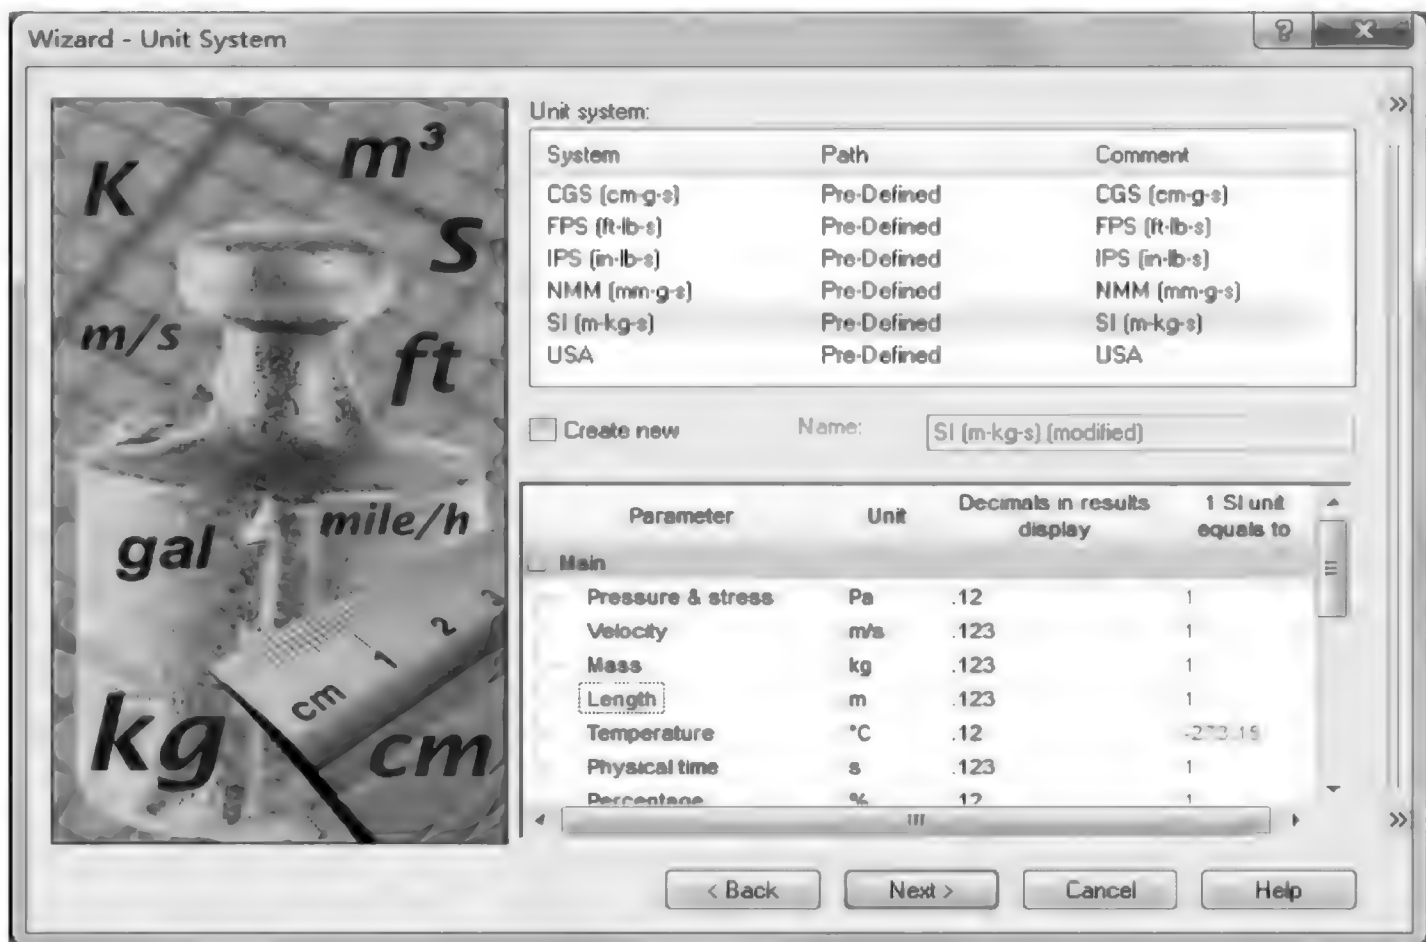 Wizard - Unit System
K
m³
s
m/s
ft
gal
mile/h
1
2
cm
kg
cm
Unit system:
System Path Comment
CGS (cm-g-s) Pre-Defined CGS (cm-g-s)
FPS (ft-lb-s) Pre-Defined FPS (ft-lb-s)
IPS (in-lb-s) Pre-Defined IPS (in-lb-s)
NMM (mm-g-s) Pre-Defined NMM (mm-g-s)
SI (m-kg-s) Pre-Defined SI (m-kg-s)
USA Pre-Defined USA
Create new Name: SI (m-kg-s) (modified)
Parameter Unit Decimals in results display 1 SI unit equals to
Main
Pressure & stress Pa .12 1
Velocity m/s .123 1
Mass kg .123 1
Length m .123 1
Temperature °C .12 -273.15
Physical time s .123 1
Percentage % .12 1
< Back Next > Cancel Help